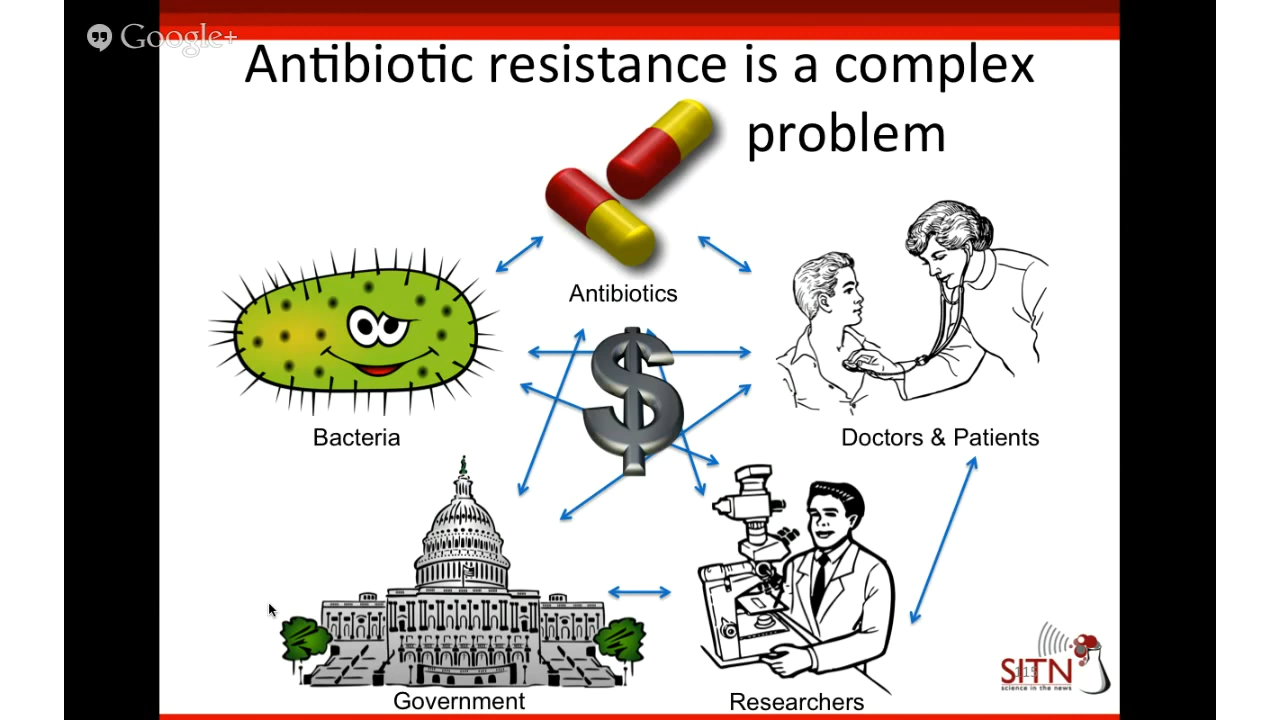 Google+
Antibiotic resistance is a complex
problem
Antibiotics
Bacteria
Doctors & Patients
Government
Researchers
SITN
science in the news